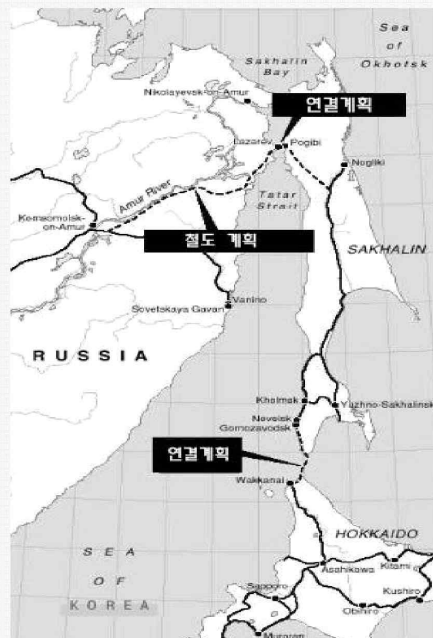 Sea
of
Okhotsk
Sakhalin
Bay
Nikolayevsk-on-Amur
연결계획
Lazarev
Pogibi
Nogliki
Amur River
Tatar
Strait
Komsomolsk-
on-Amur
철도 계획
SAKHALIN
Vanino
Sovetskaya Gavan
RUSSIA
Kholmsk
Yuzhno-Sakhalinsk
Nevelsk
Gornozavodsk
연결계획
Wakkanai
HOKKAIDO
SEA
OF
KOREA
Asahikawa
Kitami
Sapporo
Kushiro
Obihiro
Muroran